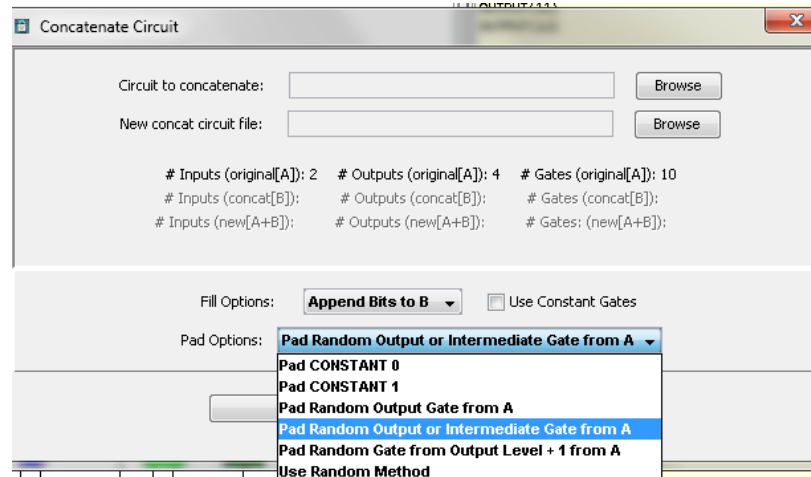 OUTPUT(11)
Concatenate Circuit
Circuit to concatenate: Browse
New concat circuit file: Browse
# Inputs (original[A]): 2 # Outputs (original[A]): 4 # Gates (original[A]): 10
# Inputs (concat[B]): # Outputs (concat[B]): # Gates (concat[B]):
# Inputs (new[A+B]): # Outputs (new[A+B]): # Gates: (new[A+B]):
Fill Options: Append Bits to B Use Constant Gates
Pad Options: Pad Random Output or Intermediate Gate from A
Pad CONSTANT 0
Pad CONSTANT 1
Pad Random Output Gate from A
Pad Random Output or Intermediate Gate from A
Pad Random Gate from Output Level + 1 from A
Use Random Method